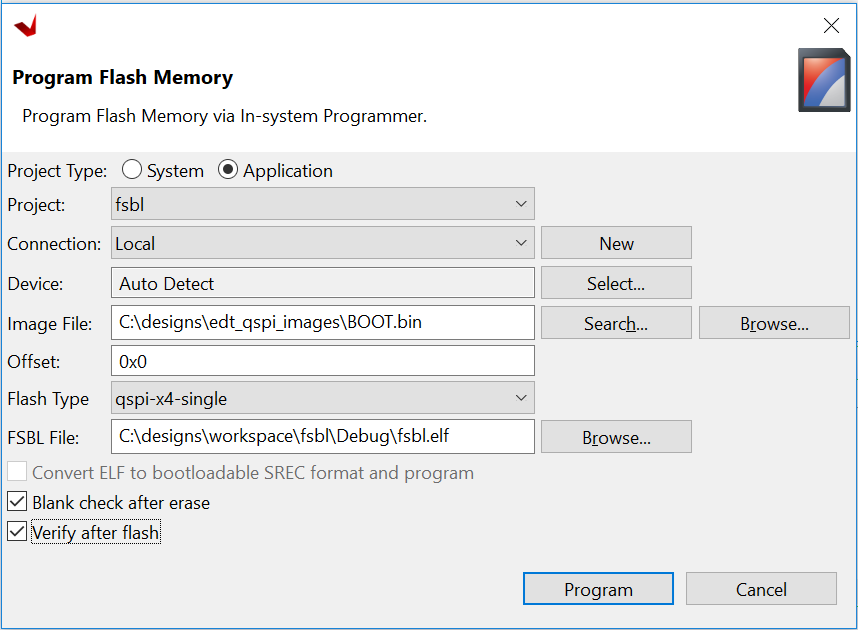 Program Flash Memory
Program Flash Memory via In-system Programmer.
Project Type: System Application
Project: fsbl
Connection: Local New
Device: Auto Detect Select...
Image File: C:\designs\edt_qspi_images\BOOT.bin Search... Browse...
Offset: 0x0
Flash Type qspi-x4-single
FSBL File: C:\designs\workspace\fsbl\Debug\fsbl.elf Browse...
Convert ELF to bootloadable SREC format and program
Blank check after erase
Verify after flash
Program Cancel